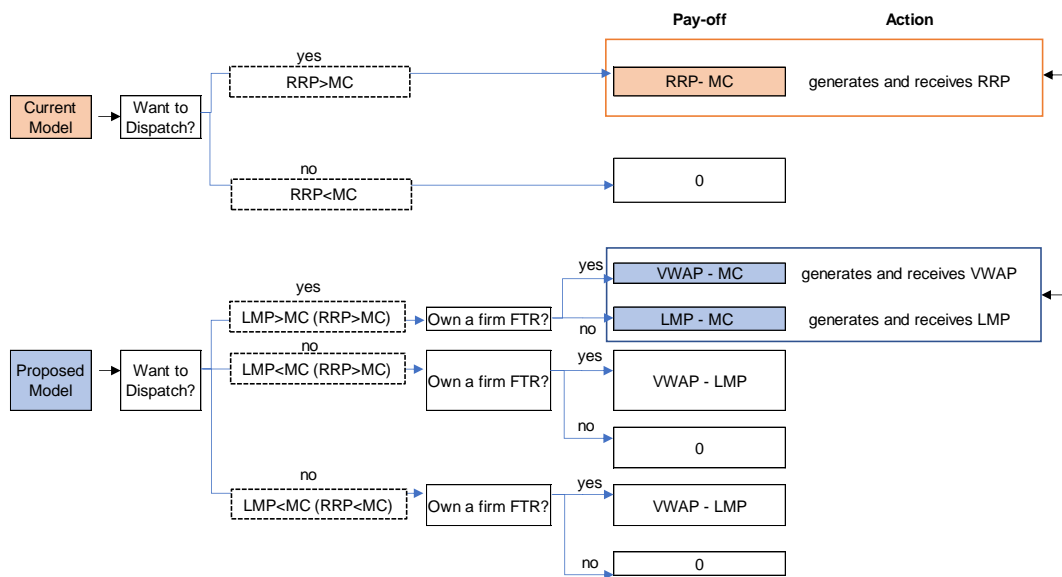 Pay-off
Action
yes
RRP>MC
RRP- MC
generates and receives RRP
Current
Model
Want to
Dispatch?
no
RRP<MC
0
yes
VWAP - MC
generates and receives VWAP
yes
LMP>MC (RRP>MC)
Own a firm FTR?
LMP - MC
generates and receives LMP
no
no
LMP<MC (RRP>MC)
Own a firm FTR?
yes
VWAP - LMP
Proposed
Model
Want to
Dispatch?
no
0
no
LMP<MC (RRP<MC)
Own a firm FTR?
yes
VWAP - LMP
no
0